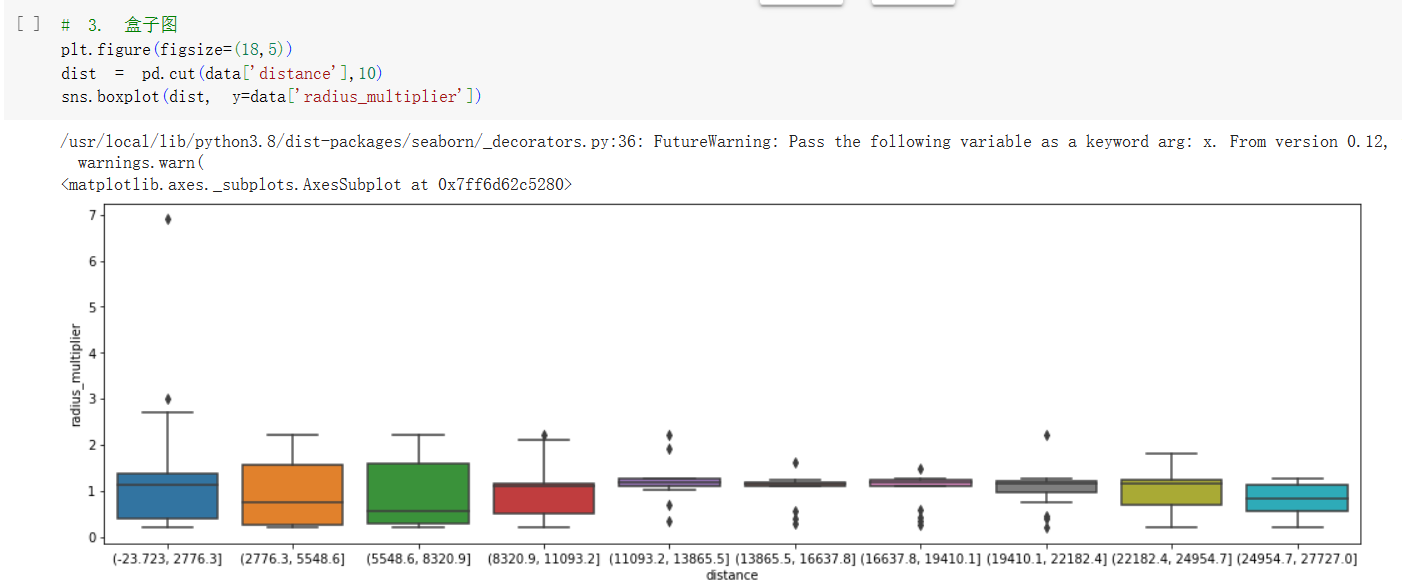 [ ] # 3. 盒子图
plt.figure(figsize=(18,5))
dist = pd.cut(data['distance'],10)
sns.boxplot(dist, y=data['radius_multiplier'])
/usr/local/lib/python3.8/dist-packages/seaborn/_decorators.py:36: FutureWarning: Pass the following variable as a keyword arg: x. From version 0.12,
warnings.warn(
<matplotlib.axes._subplots.AxesSubplot at 0x7ff6d62c5280>
7
6
5
4
3
2
1
0
radius_multiplier
(-23.723, 2776.3] (2776.3, 5548.6] (5548.6, 8320.9] (8320.9, 11093.2] (11093.2, 13865.5] (13865.5, 16637.8] (16637.8, 19410.1] (19410.1, 22182.4] (22182.4, 24954.7] (24954.7, 27727.0]
distance